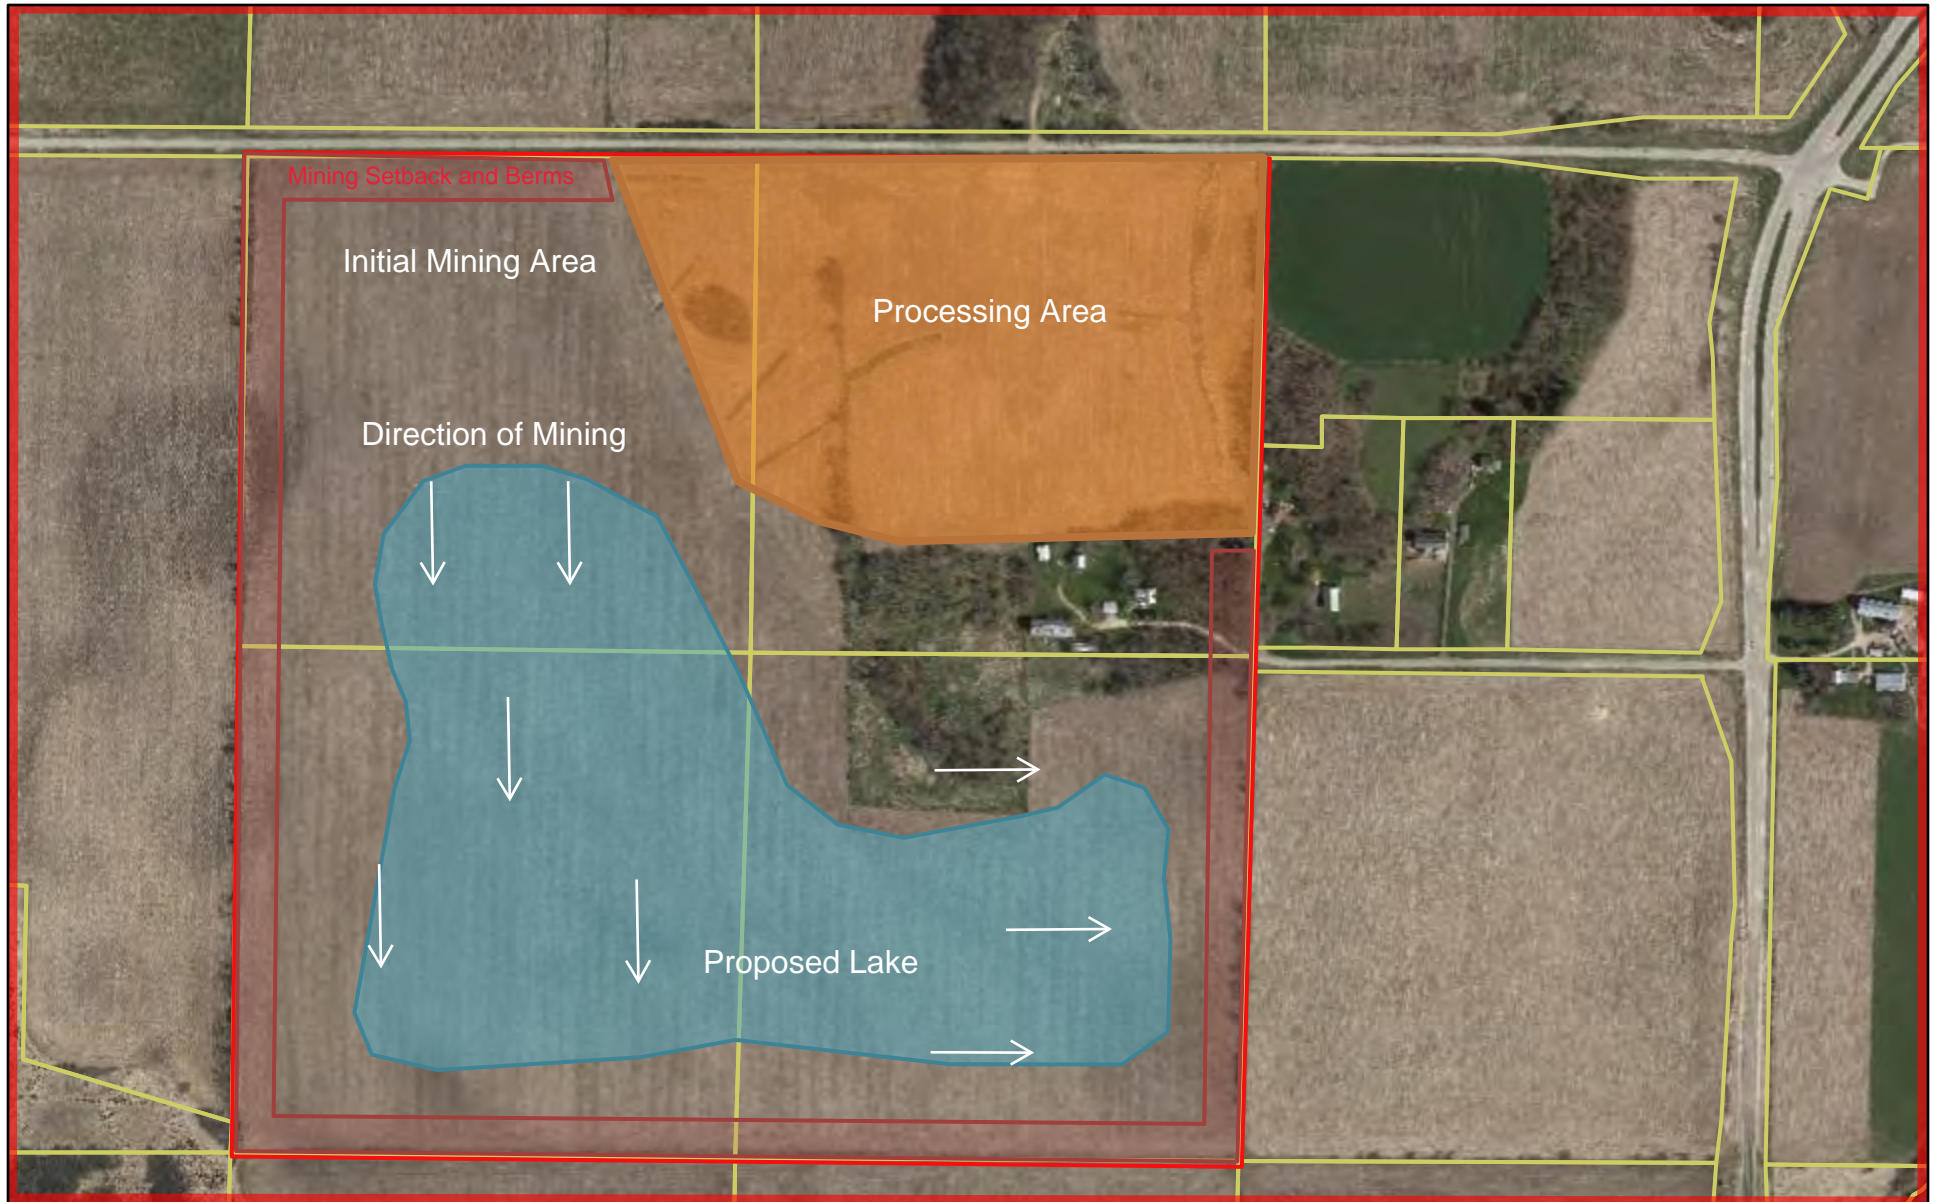 Mining Setback and Berms
Initial Mining Area
Processing Area
Direction of Mining
Proposed Lake